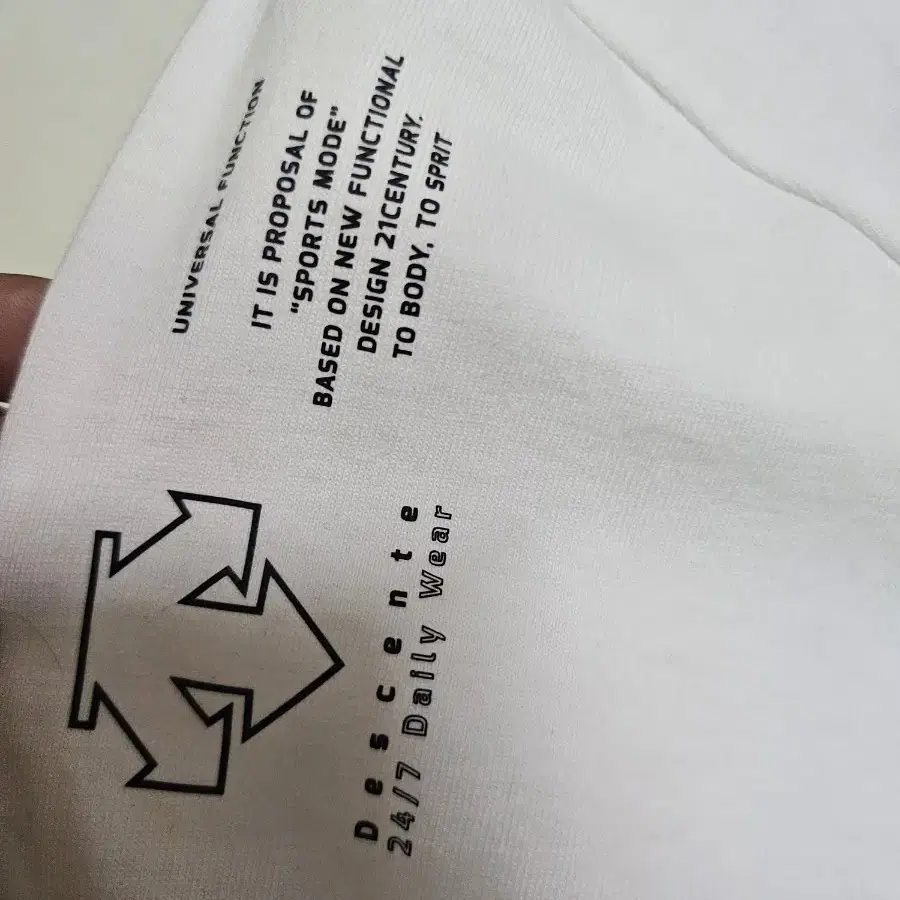 UNIVERSAL FUNCTION
IT IS PROPOSAL OF
"SPORTS MODE"
BASED ON NEW FUNCTIONAL
DESIGN 21CENTURY.
TO BODY, TO SPRIT
Descente
24/7 Daily Wear